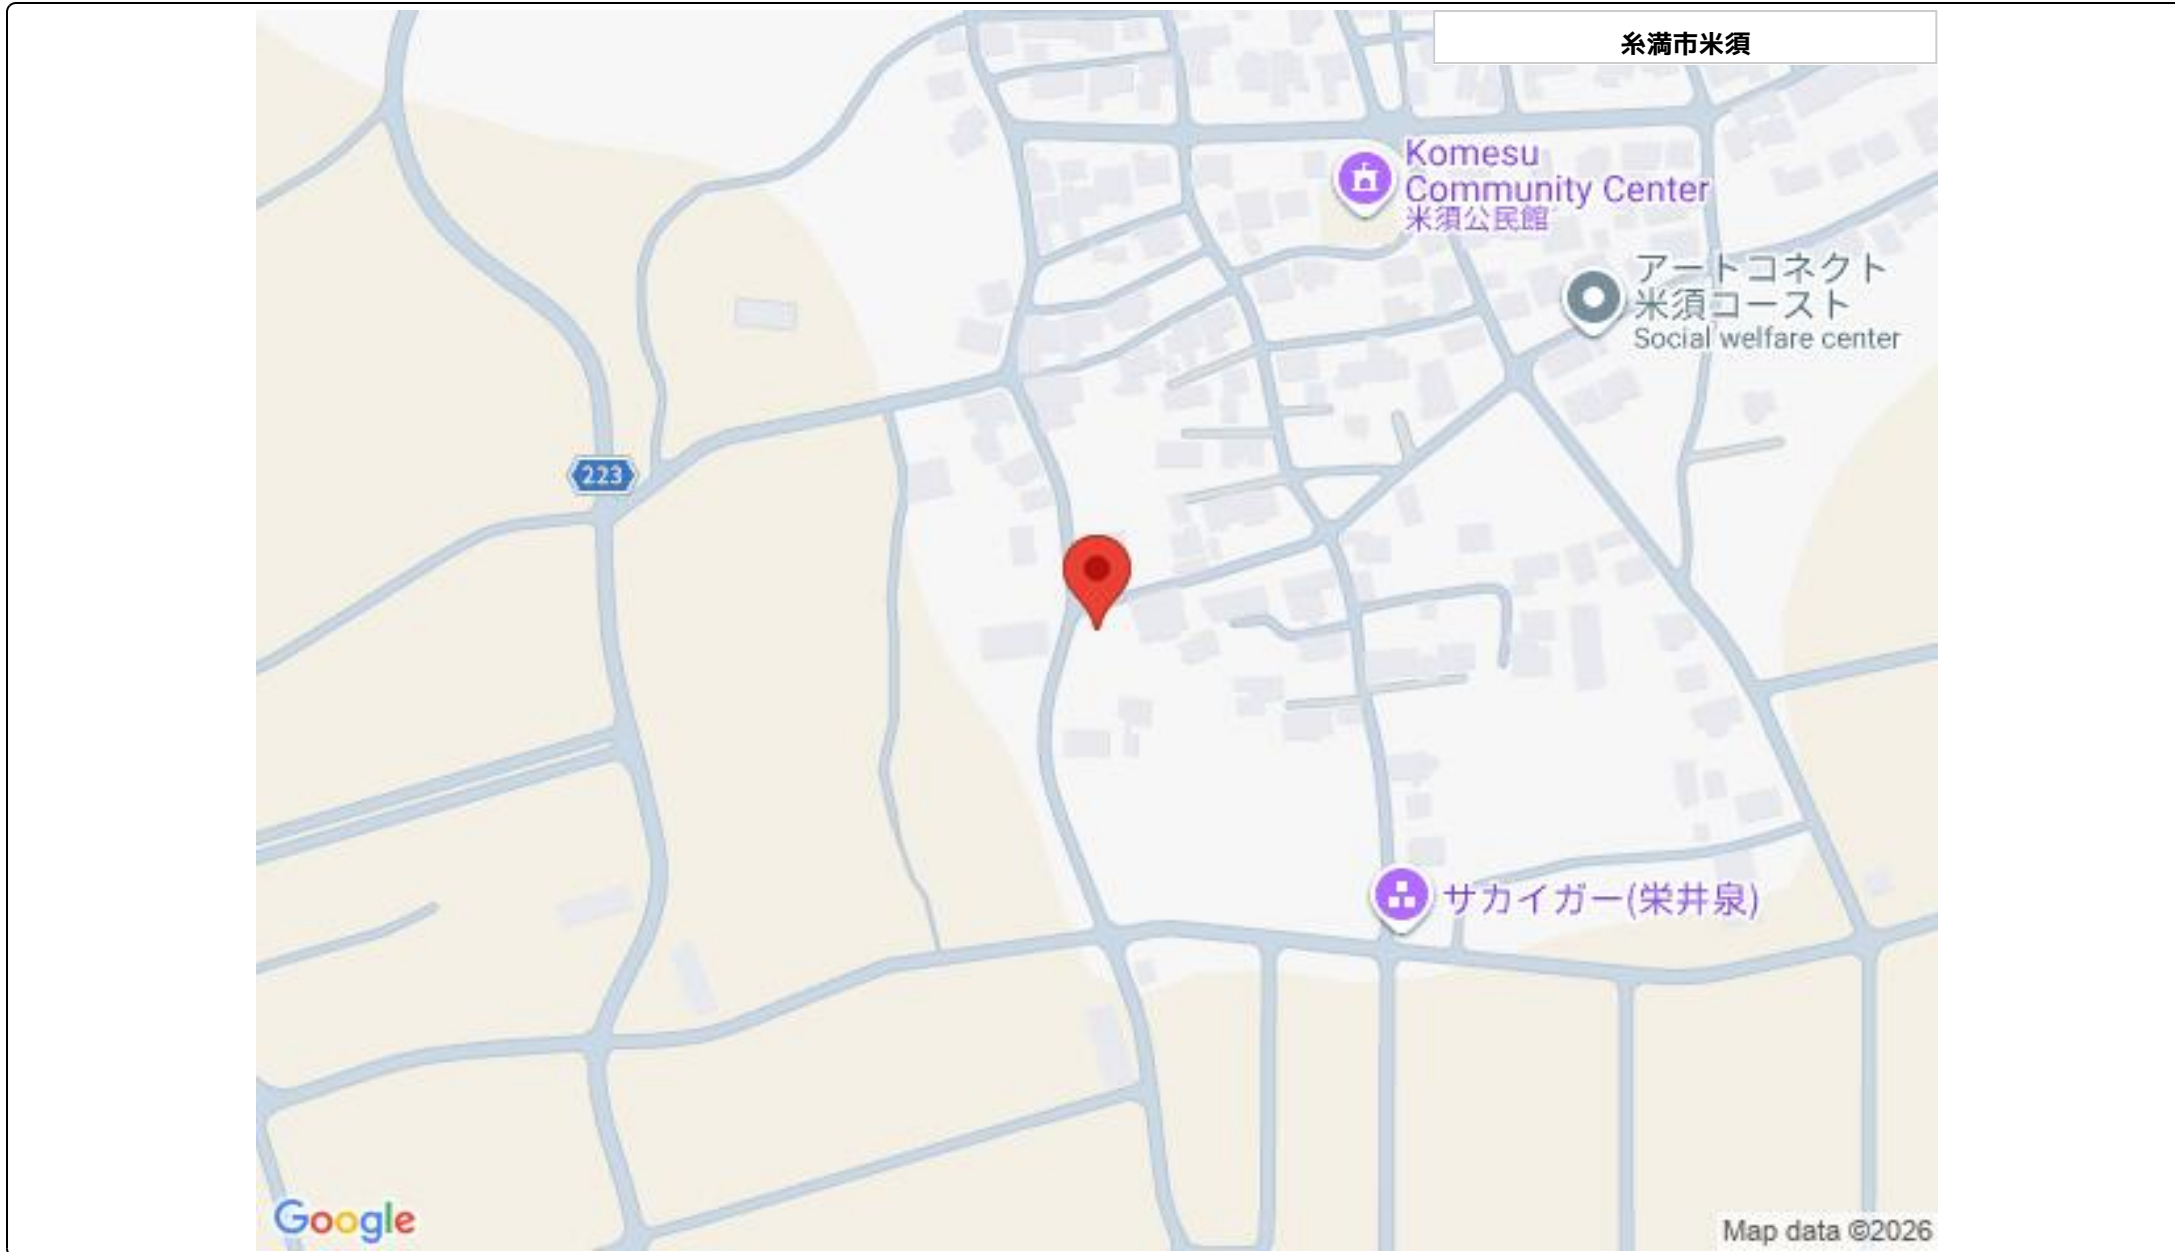 糸満市米須
Komesu
Community Center
米須公民館
アートコネクト
米須コースト
Social welfare center
223
サカイガー(栄井泉)
Google
Map data ©2026